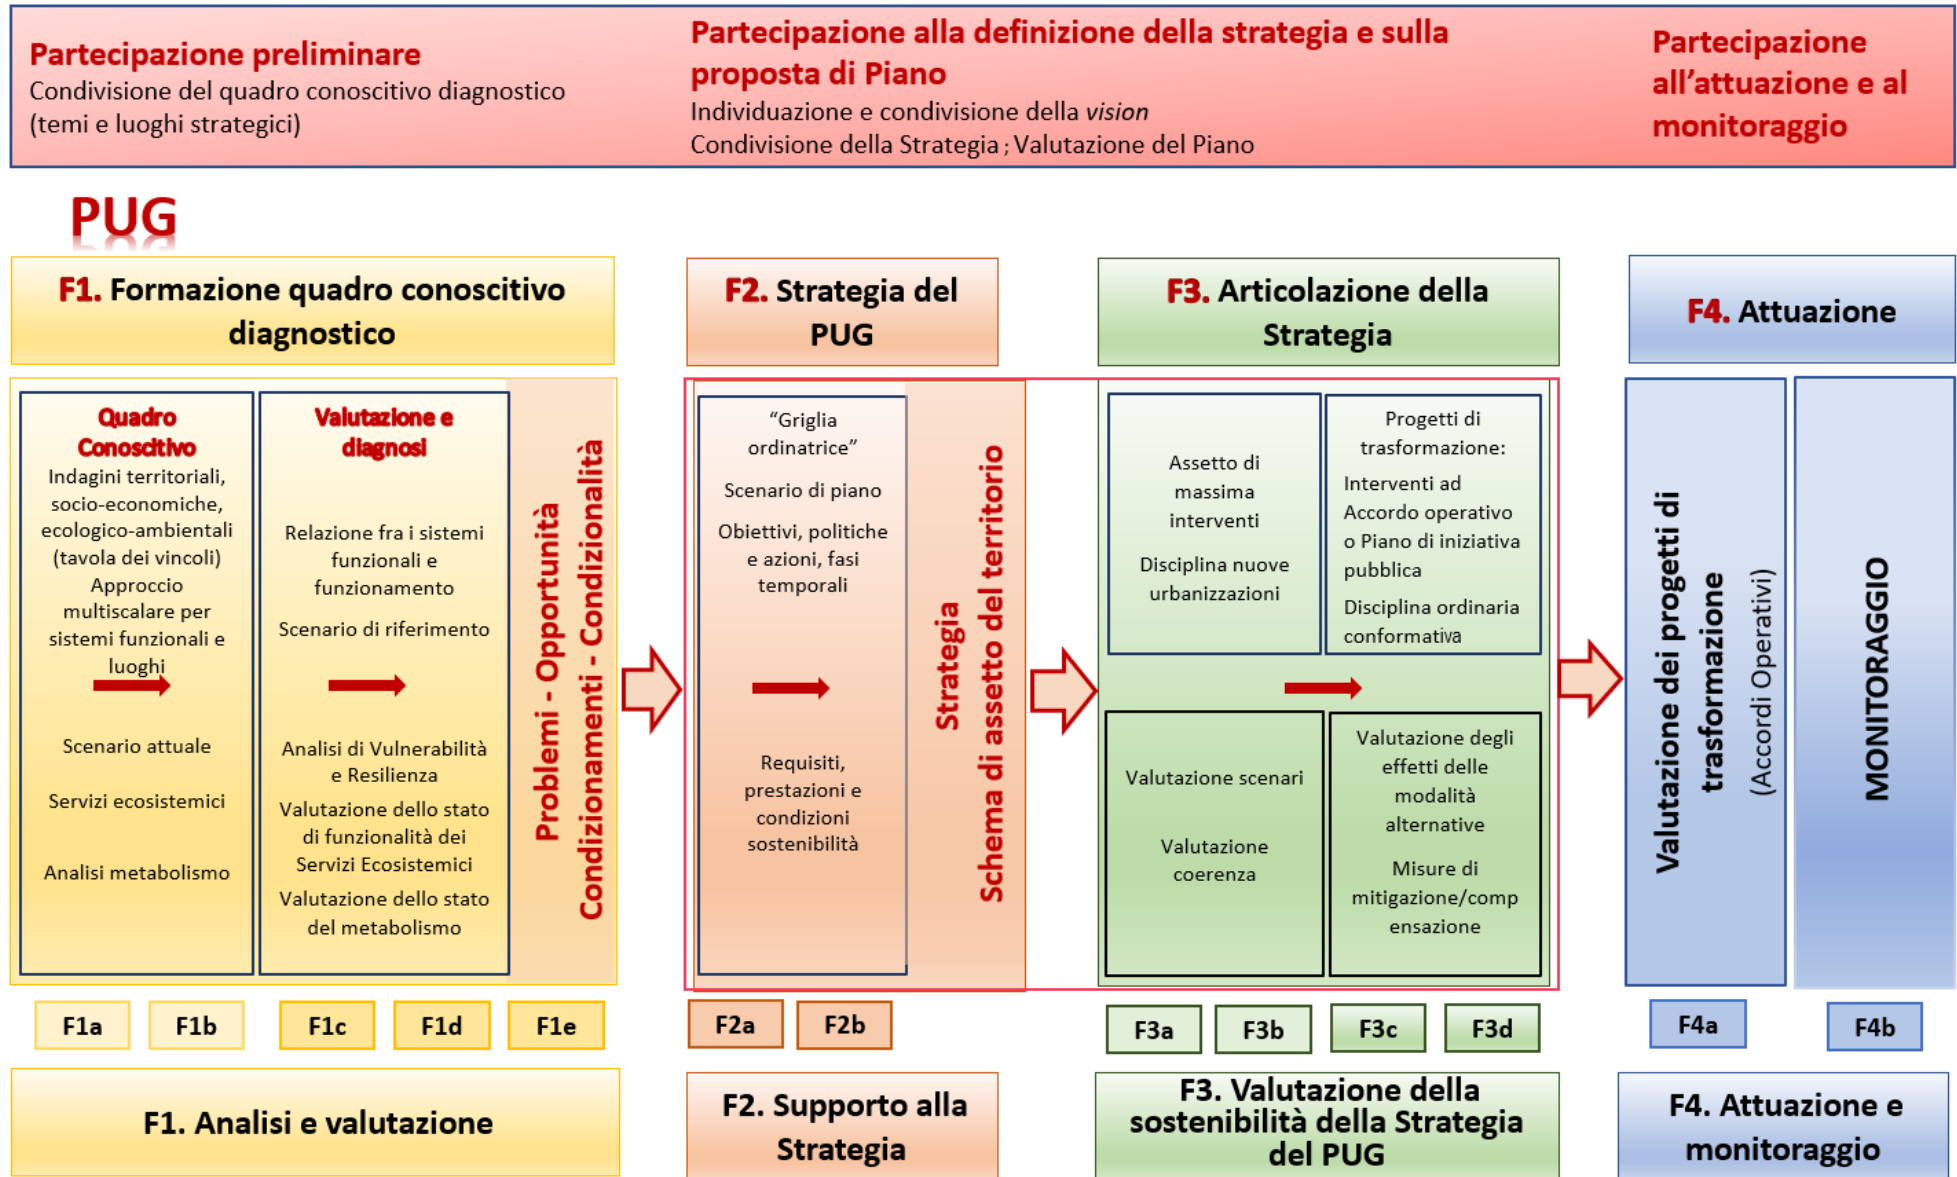 Partecipazione preliminare
Condivisione del quadro conoscitivo diagnostico
(temi e luoghi strategici)
Partecipazione alla definizione della strategia e sulla
proposta di Piano
Individuazione e condivisione della vision
Condivisione della Strategia ; Valutazione del Piano
Partecipazione
all'attuazione e al
monitoraggio
PUG
F1. Formazione quadro conoscitivo
diagnostico
F2. Strategia del
PUG
F3. Articolazione della
Strategia
F4. Attuazione
Quadro
Conoscitivo
Indagini territoriali,
socio-economiche,
ecologico-ambientali
(tavola dei vincoli)
Approccio
multiscalare per
sistemi funzionali e
luoghi
Scenario attuale
Servizi ecosistemici
Analisi metabolismo
Valutazione e
diagnosi
Relazione fra i sistemi
funzionali e
funzionamento
Scenario di riferimento
Analisi di Vulnerabilità
e Resilienza
Valutazione dello stato
di funzionalità dei
Servizi Ecosistemici
Valutazione dello stato
del metabolismo
Problemi - Opportunità
Condizionamenti - Condizionalità
"Griglia
ordinatrice"
Scenario di piano
Obiettivi, politiche
e azioni, fasi
temporali
Requisiti,
prestazioni e
condizioni
sostenibilità
Strategia
Schema di assetto del territorio
Assetto di
massima
interventi
Disciplina nuove
urbanizzazioni
Progetti di
trasformazione:
Interventi ad
Accordo operativo
o Piano di iniziativa
pubblica
Disciplina ordinaria
conformativa
Valutazione scenari
Valutazione
coerenza
Valutazione degli
effetti delle
modalità
alternative
Misure di
mitigazione/comp
ensazione
Valutazione dei progetti di
trasformazione
(Accordi Operativi)
MONITORAGGIO
F1a F1b F1c F1d F1e F2a F2b F3a F3b F3c F3d F4a F4b
F1. Analisi e valutazione
F2. Supporto alla
Strategia
F3. Valutazione della
sostenibilità della Strategia
del PUG
F4. Attuazione e
monitoraggio